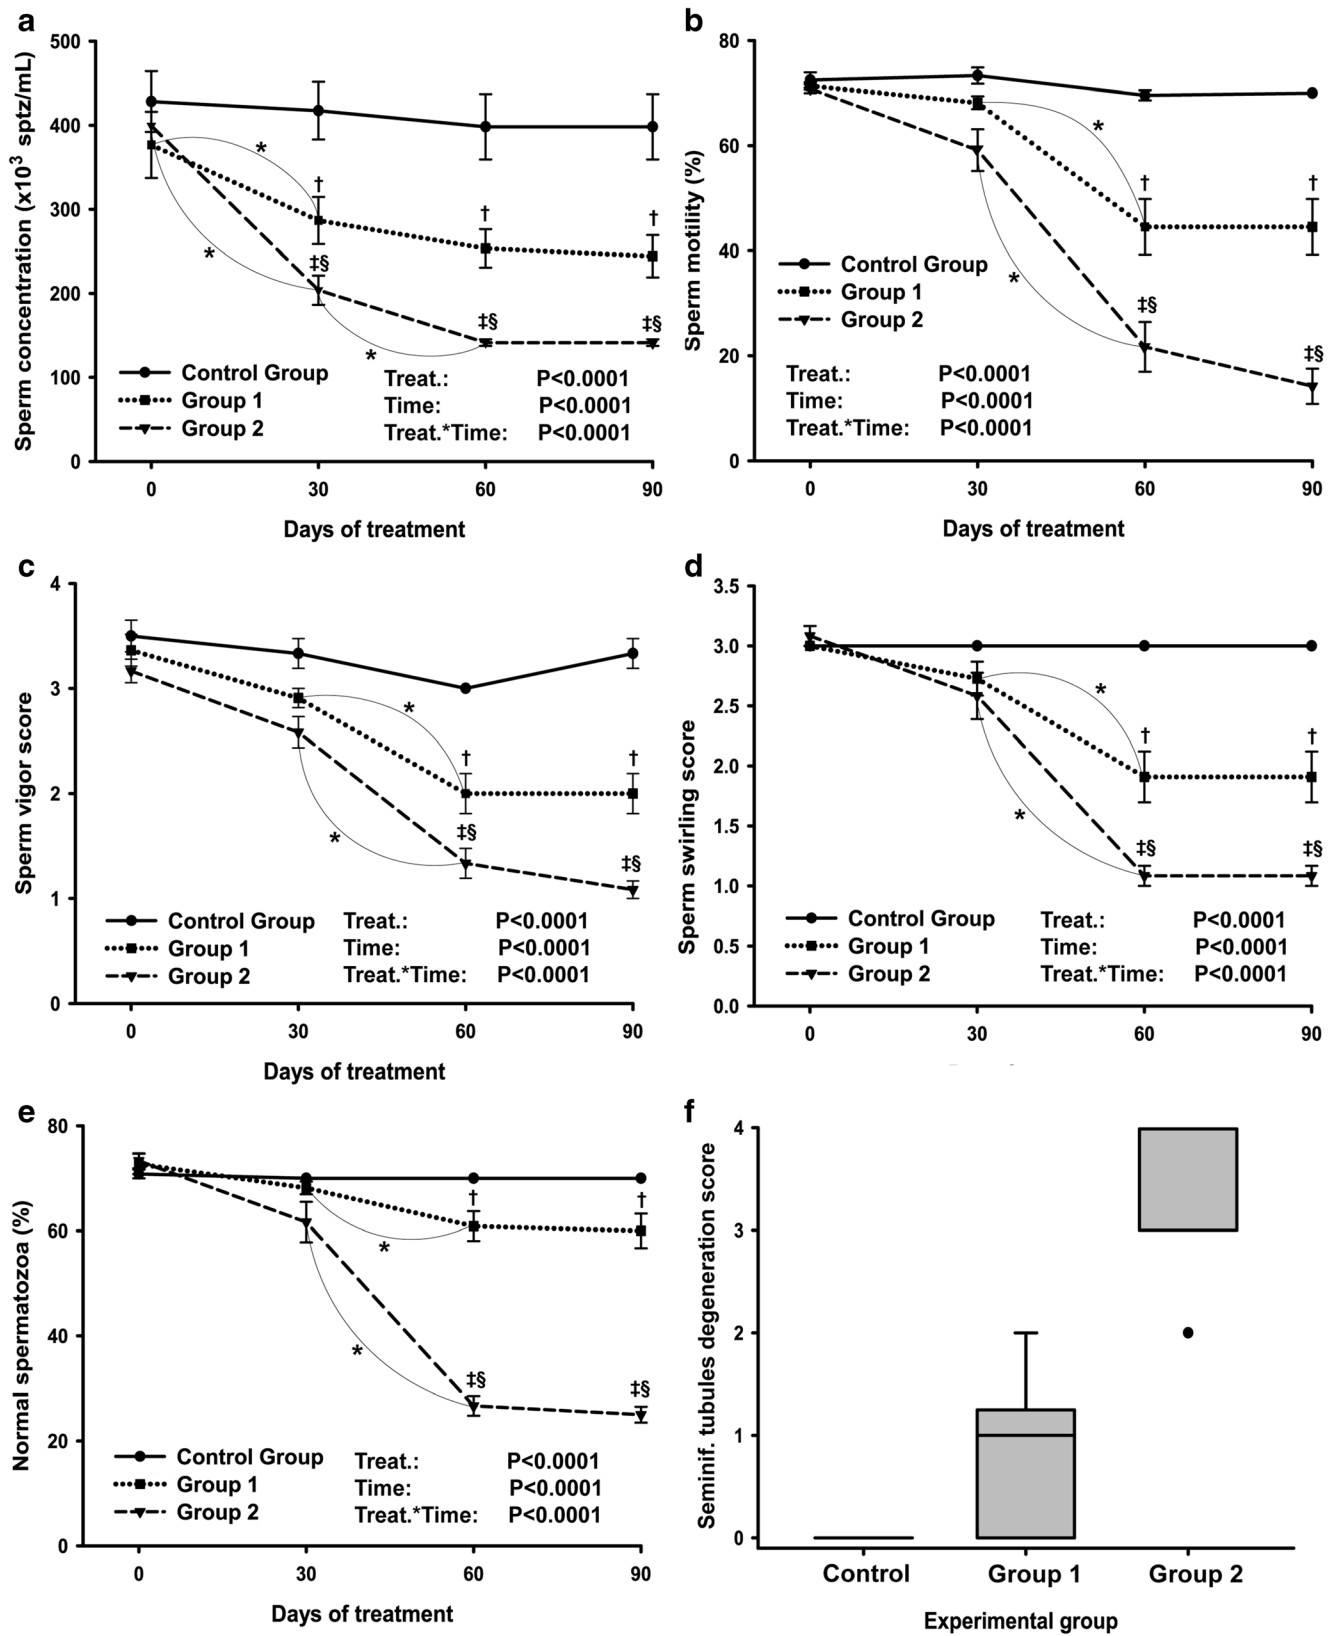 a
Sperm concentration (x10³ sptz/mL)
500
400
300
200
100
0
*
*
*
†
†
†
‡§
‡§
‡§
Control Group
Group 1
Group 2
Treat.: P<0.0001
Time: P<0.0001
Treat.*Time: P<0.0001
0 30 60 90
Days of treatment
b
Sperm motility (%)
80
60
40
20
0
*
*
†
†
‡§
‡§
Control Group
Group 1
Group 2
Treat.: P<0.0001
Time: P<0.0001
Treat.*Time: P<0.0001
0 30 60 90
Days of treatment
c
Sperm vigor score
4
3
2
1
0
*
*
†
†
‡§
‡§
Control Group
Group 1
Group 2
Treat.: P<0.0001
Time: P<0.0001
Treat.*Time: P<0.0001
0 30 60 90
Days of treatment
d
Sperm swirling score
3.5
3.0
2.5
2.0
1.5
1.0
0.5
0.0
*
*
†
†
‡§
‡§
Control Group
Group 1
Group 2
Treat.: P<0.0001
Time: P<0.0001
Treat.*Time: P<0.0001
0 30 60 90
e
Normal spermatozoa (%)
80
60
40
20
0
*
*
†
†
‡§
‡§
Control Group
Group 1
Group 2
Treat.: P<0.0001
Time: P<0.0001
Treat.*Time: P<0.0001
0 30 60 90
Days of treatment
f
Seminif. tubules degeneration score
4
3
2
1
0
Control Group 1 Group 2
Experimental group